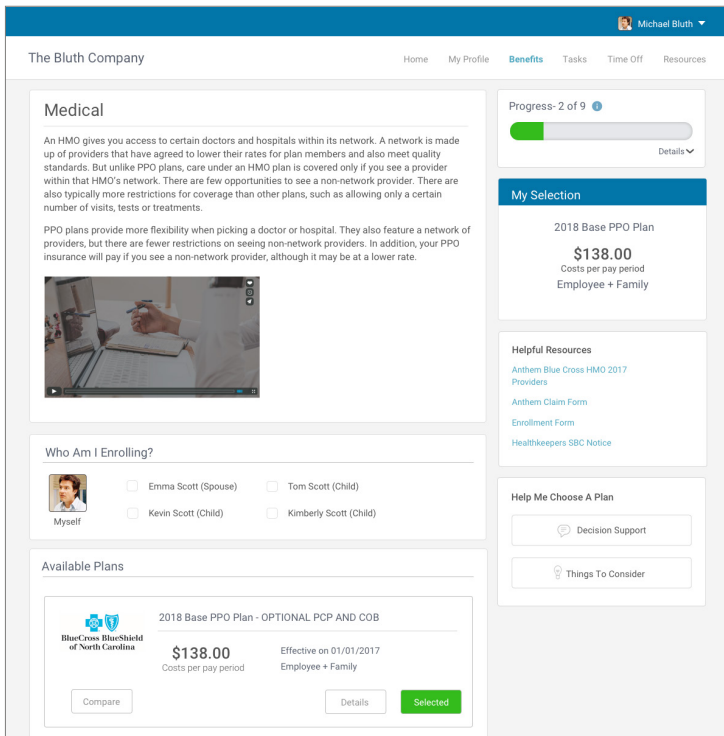 Michael Bluth
The Bluth Company
Home My Profile Benefits Tasks Time Off Resources
Medical
An HMO gives you access to certain doctors and hospitals within its network. A network is made
up of providers that have agreed to lower their rates for plan members and also meet quality
standards. But unlike PPO plans, care under an HMO plan is covered only if you see a provider
within that HMO's network. There are few opportunities to see a non-network provider. There are
also typically more restrictions for coverage than other plans, such as allowing only a certain
number of visits, tests or treatments.
PPO plans provide more flexibility when picking a doctor or hospital. They also feature a network of
providers, but there are fewer restrictions on seeing non-network providers. In addition, your PPO
insurance will pay if you see a non-network provider, although it may be at a lower rate.
Who Am I Enrolling?
Myself
Emma Scott (Spouse)
Tom Scott (Child)
Kevin Scott (Child)
Kimberly Scott (Child)
Available Plans
BlueCross BlueShield
of North Carolina
2018 Base PPO Plan - OPTIONAL PCP AND COB
$138.00
Costs per pay period
Effective on 01/01/2017
Employee + Family
Compare
Details
Selected
Progress- 2 of 9
Details
My Selection
2018 Base PPO Plan
$138.00
Costs per pay period
Employee + Family
Helpful Resources
Anthem Blue Cross HMO 2017
Providers
Anthem Claim Form
Enrollment Form
Healthkeepers SBC Notice
Help Me Choose A Plan
Decision Support
Things To Consider